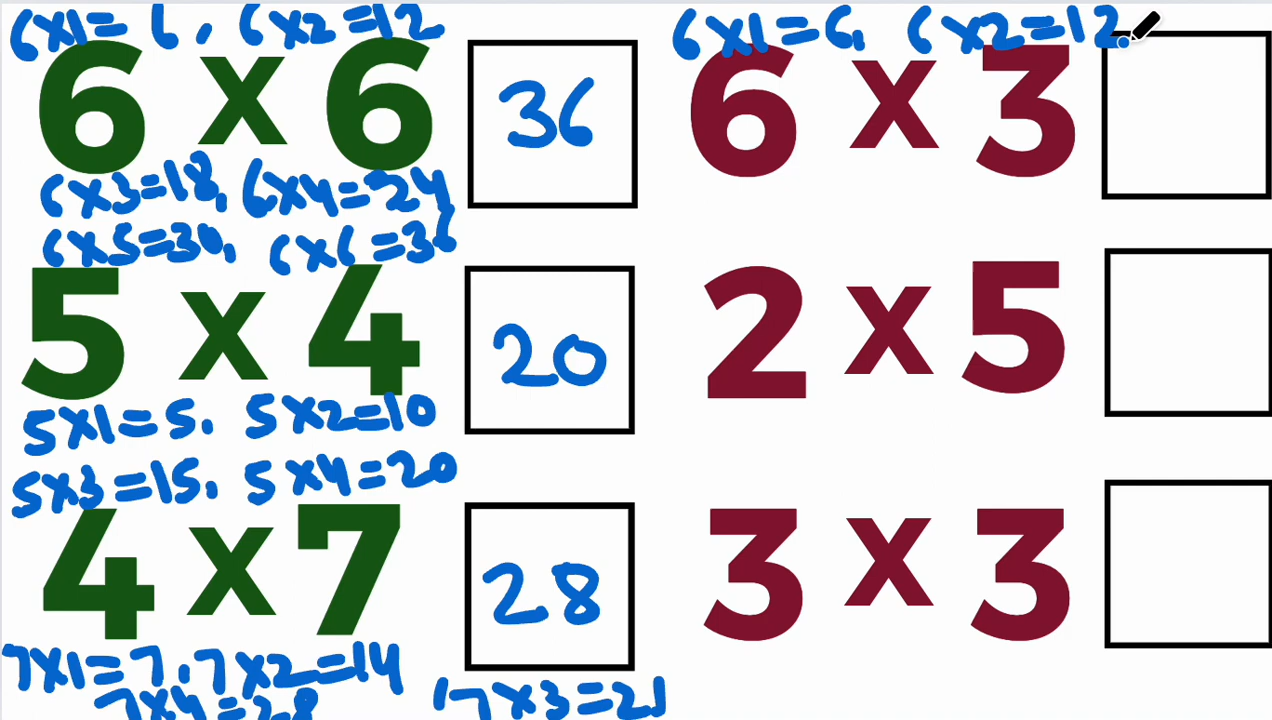 6x1=6, 6x2=12
6 x 6 36
6x3=18, 6x4=24
6x5=30, 6x6=36
5 x 4 20
5x1=5, 5x2=10
5x3=15, 5x4=20
4 x 7 28
7x1=7, 7x2=14
7x3=21
7x4=28
6x1=6, 6x2=12
6 x 3
2 x 5
3 x 3